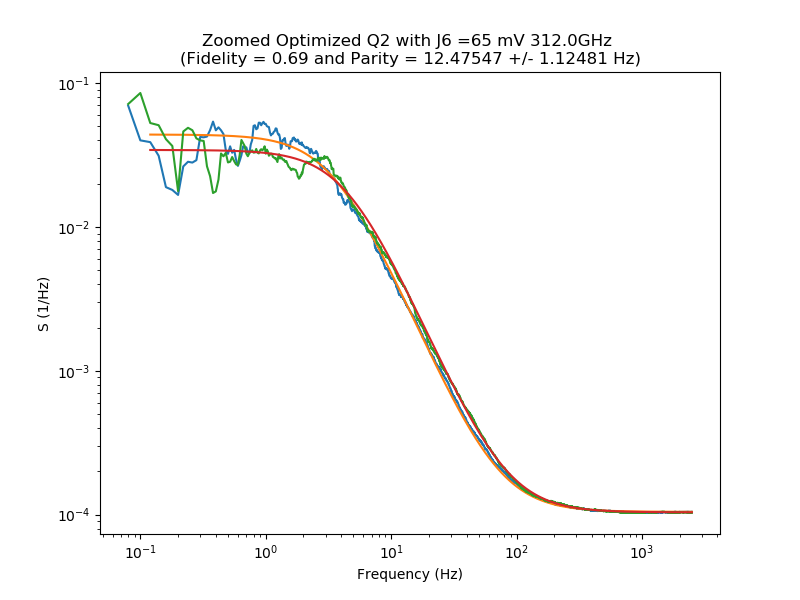 Zoomed Optimized Q2 with J6 =65 mV 312.0GHz
(Fidelity = 0.69 and Parity = 12.47547 +/- 1.12481 Hz)
10⁻¹
10⁻²
10⁻³
10⁻⁴
S (1/Hz)
10⁻¹ 10⁰ 10¹ 10² 10³
Frequency (Hz)